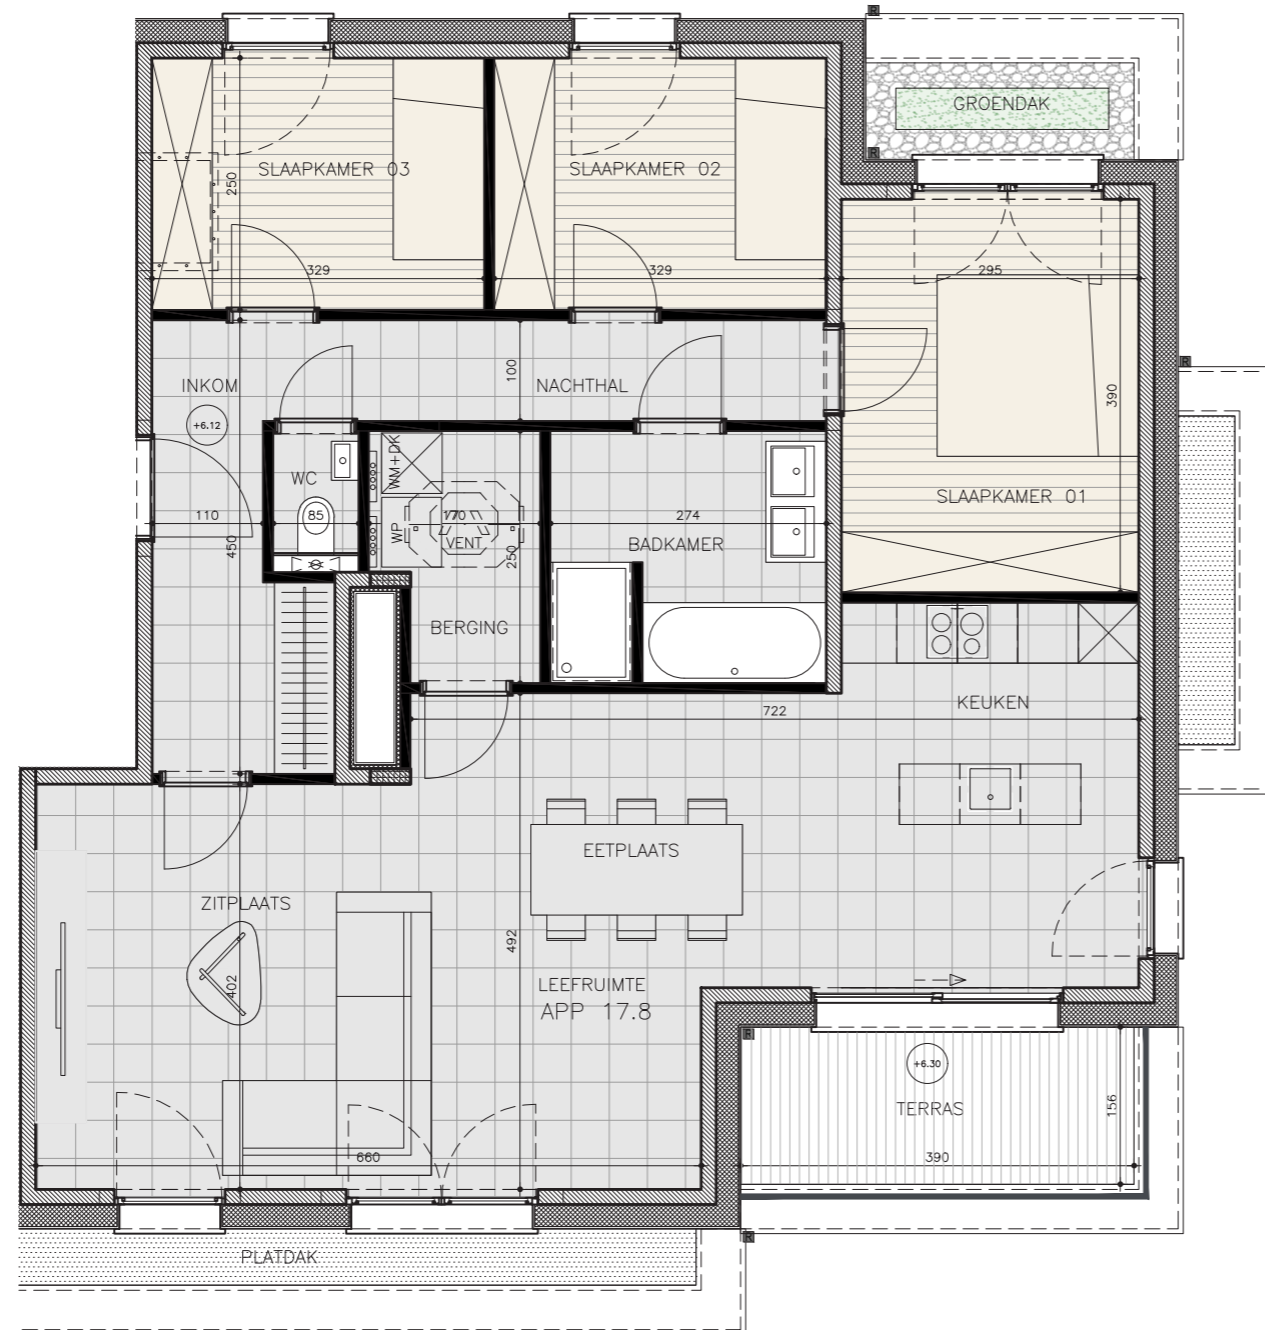 R
GROENDAK
R
SLAAPKAMER 03
SLAAPKAMER 02
250
329
329
295
R
INKOM
+6.12
100
NACHTHAL
390
WM+DK
WC
SLAAPKAMER 01
110
85
170
274
WP
VENT
450
250
BADKAMER
BERGING
KEUKEN
722
EETPLAATS
ZITPLAATS
492
402
LEEFRUIMTE
APP 17.8
R
+6.30
TERRAS
156
660
390
R
PLATDAK